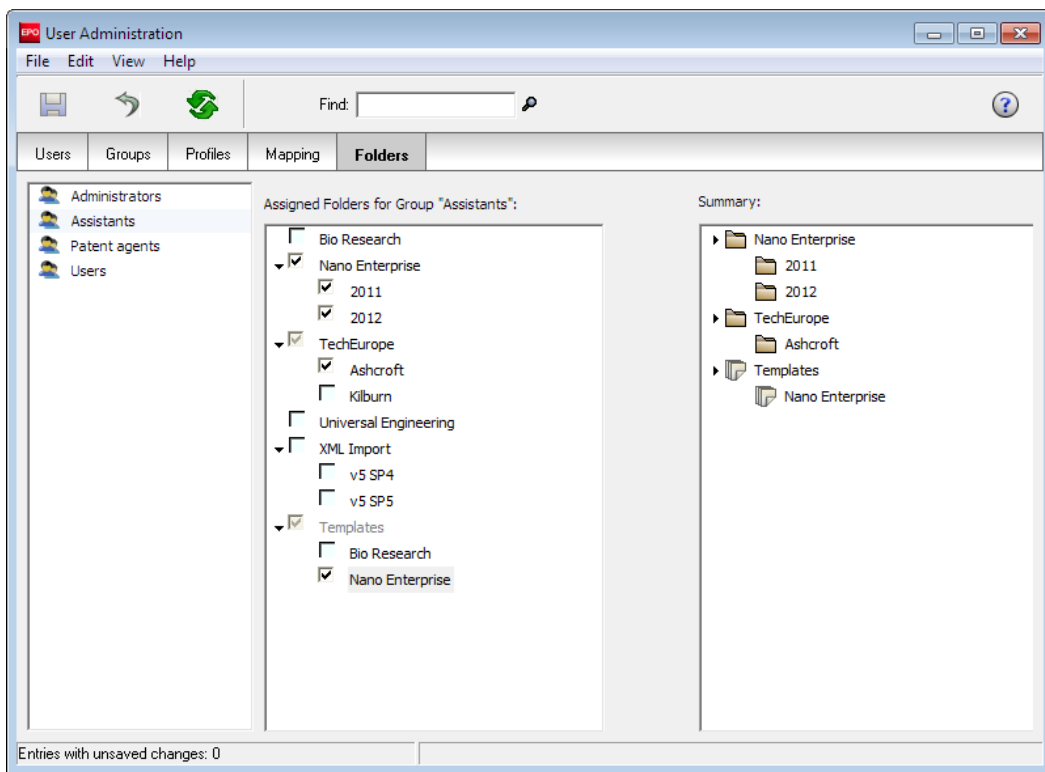 EPO User Administration
File Edit View Help
Find:
?
Users Groups Profiles Mapping Folders
Administrators
Assistants
Patent agents
Users
Assigned Folders for Group "Assistants":
Bio Research
Nano Enterprise
2011
2012
TechEurope
Ashcroft
Kilburn
Universal Engineering
XML Import
v5 SP4
v5 SP5
Templates
Bio Research
Nano Enterprise
Summary:
Nano Enterprise
2011
2012
TechEurope
Ashcroft
Templates
Nano Enterprise
Entries with unsaved changes: 0